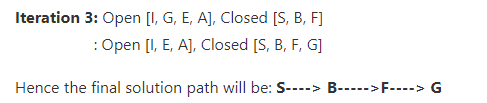 Iteration 3: Open [I, G, E, A], Closed [S, B, F]
: Open [I, E, A], Closed [S, B, F, G]
Hence the final solution path will be: S----> B----->F----> G